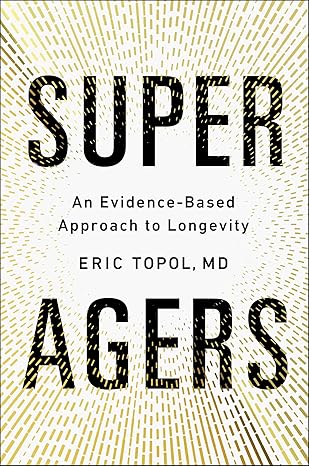 SUPER
An Evidence-Based
Approach to Longevity
ERIC TOPOL, MD
AGERS